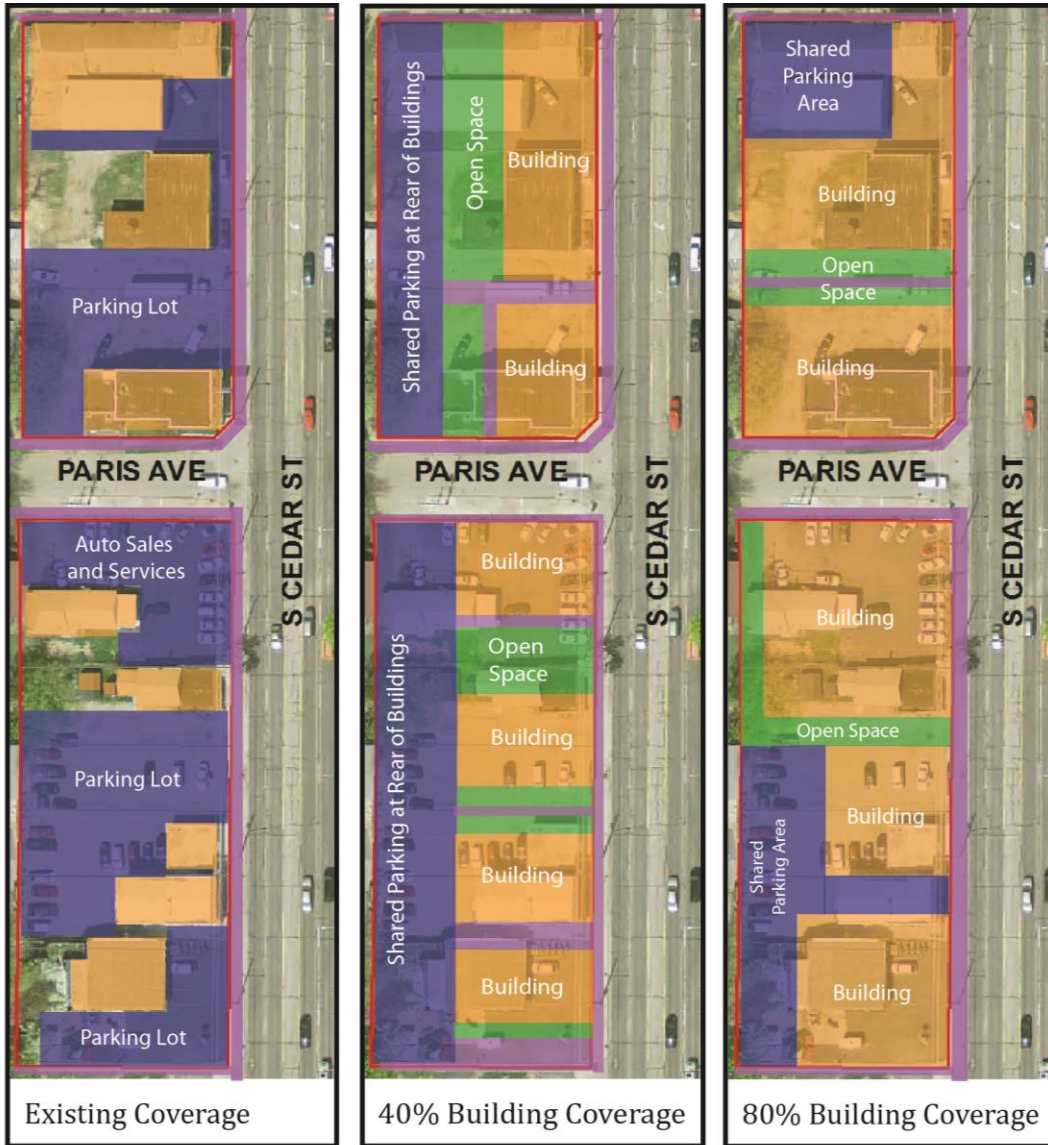 Parking Lot
PARIS AVE
S CEDAR ST
Auto Sales
and Services
Parking Lot
Parking Lot
Existing Coverage
Shared Parking at Rear of Buildings
Open Space
Building
Building
PARIS AVE
S CEDAR ST
Shared Parking at Rear of Buildings
Building
Open
Space
Building
Building
Building
40% Building Coverage
Shared
Parking
Area
Building
Open
Space
Building
PARIS AVE
S CEDAR ST
Building
Open Space
Shared
Parking Area
Building
Building
80% Building Coverage